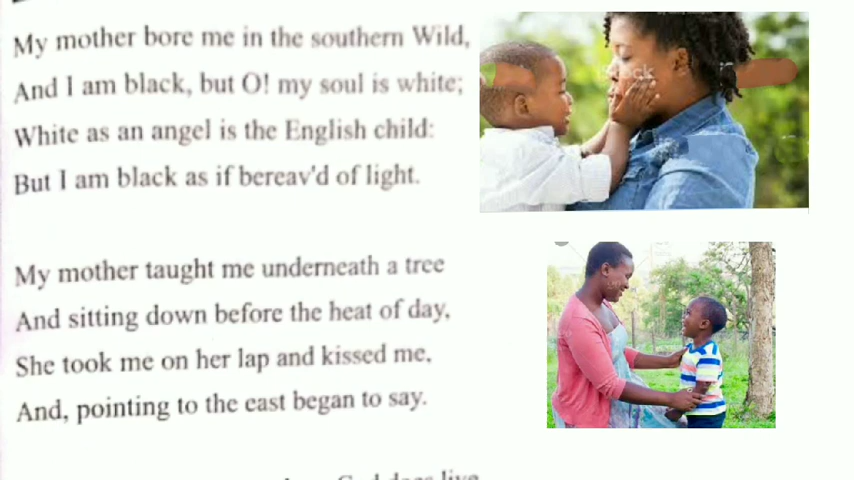 My mother bore me in the southern Wild,
And I am black, but O! my soul is white;
White as an angel is the English child:
But I am black as if bereav'd of light.
My mother taught me underneath a tree
And sitting down before the heat of day,
She took me on her lap and kissed me,
And, pointing to the east began to say.
God does live